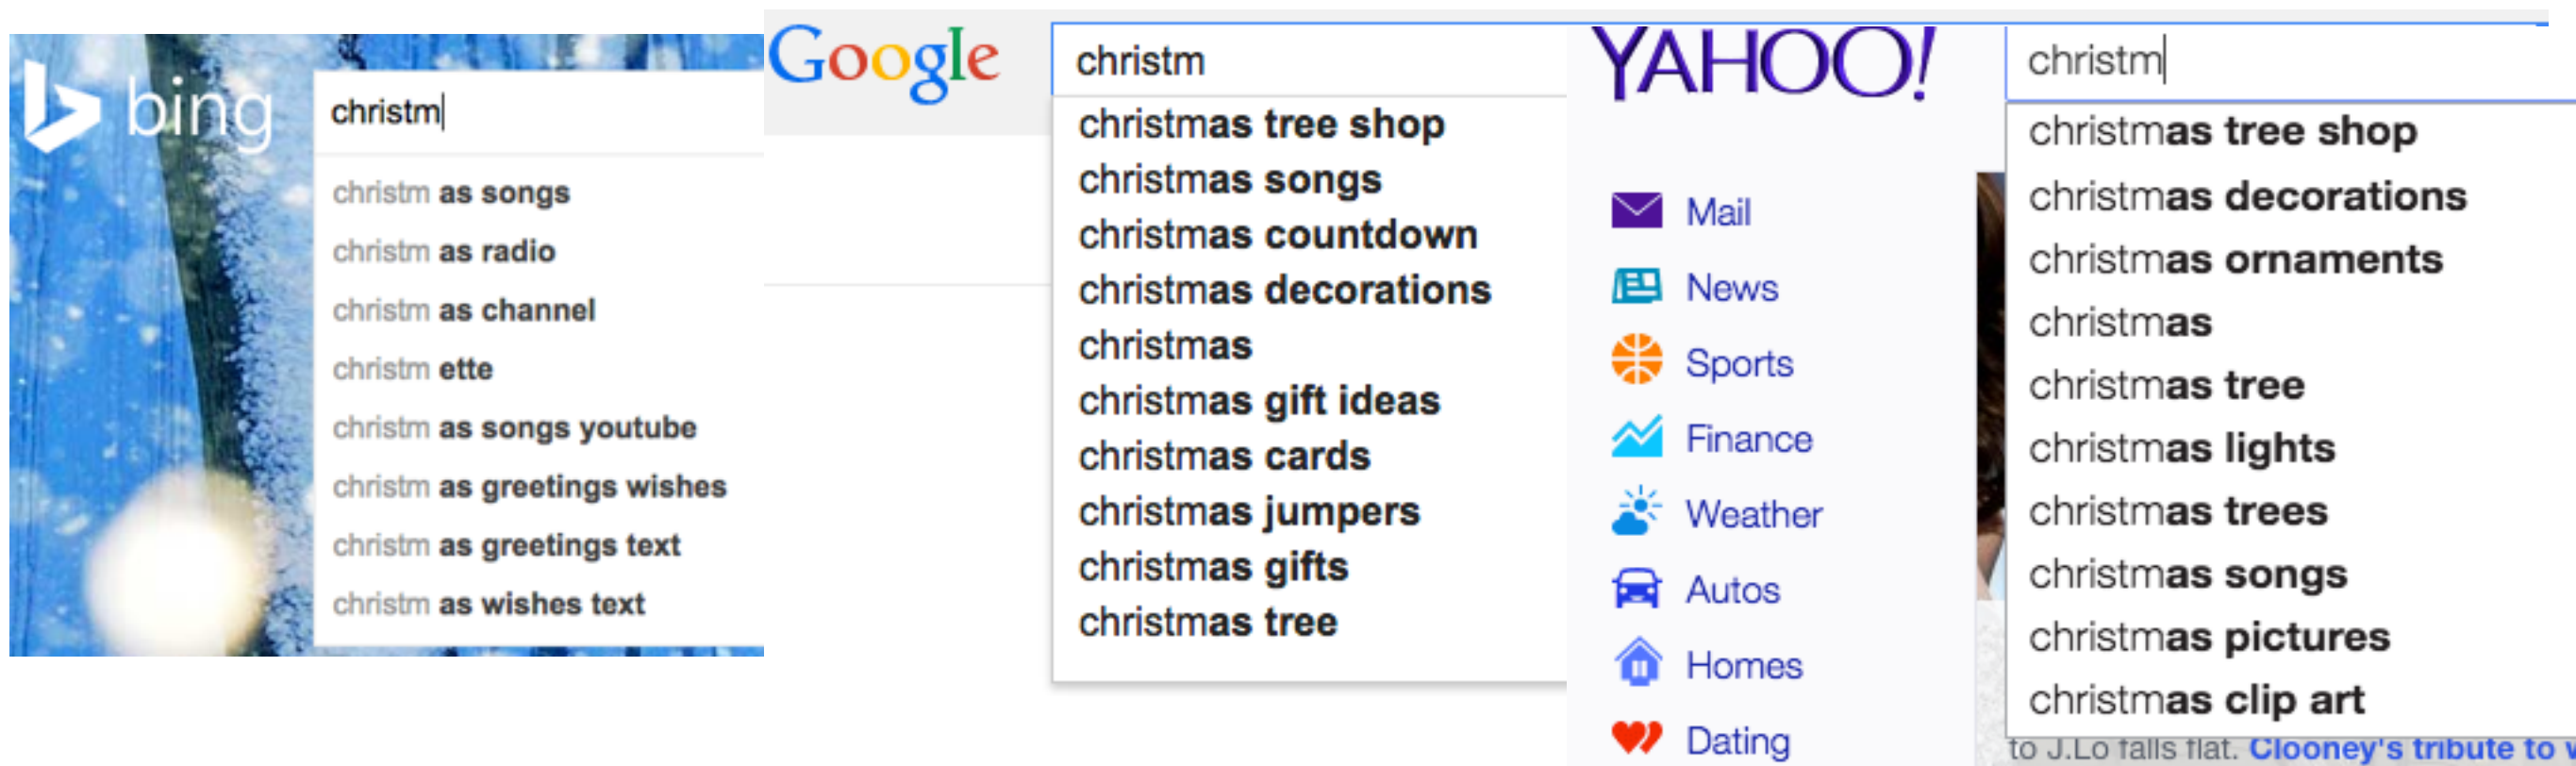 bing
christm
christm as songs
christm as radio
christm as channel
christm ette
christm as songs youtube
christm as greetings wishes
christm as greetings text
christm as wishes text
Google
christm
christmas tree shop
christmas songs
christmas countdown
christmas decorations
christmas
christmas gift ideas
christmas cards
christmas jumpers
christmas gifts
christmas tree
YAHOO!
Mail
News
Sports
Finance
Weather
Autos
Homes
Dating
christm
christmas tree shop
christmas decorations
christmas ornaments
christmas
christmas tree
christmas lights
christmas trees
christmas songs
christmas pictures
christmas clip art
to J.Lo falls flat. Clooney's tribute to